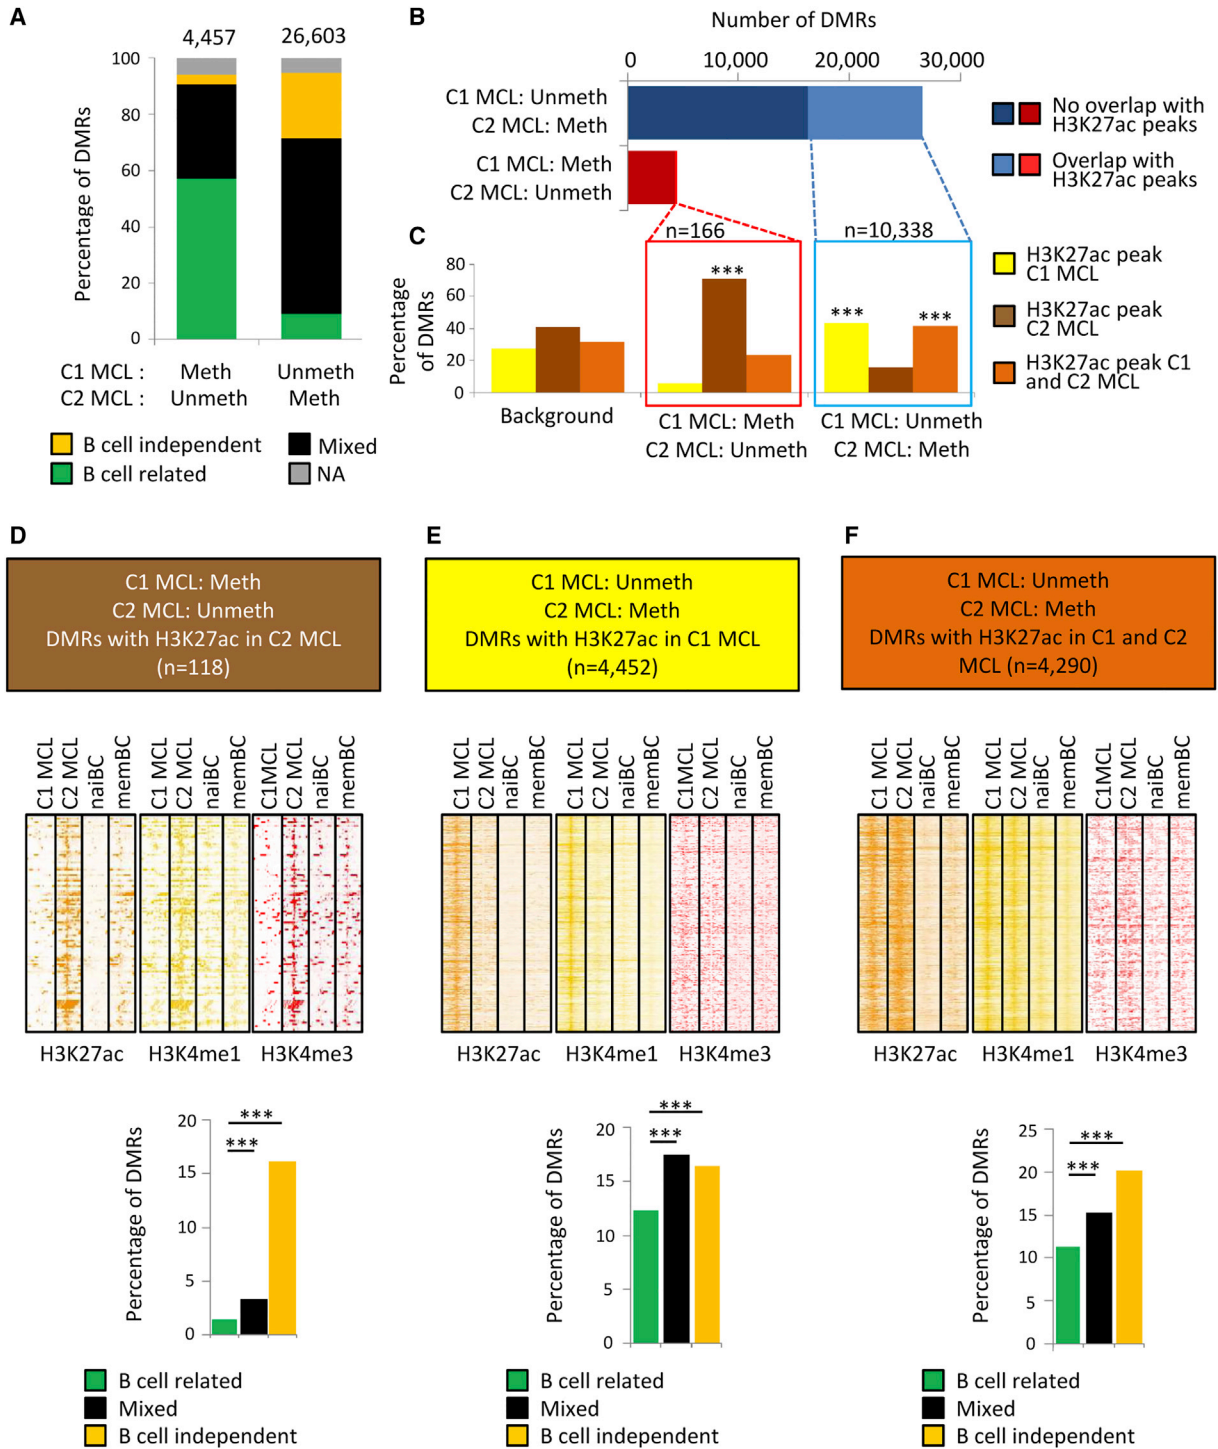 A
4,457
26,603
100
80
60
40
20
0
Percentage of DMRs
C1 MCL : Meth Unmeth
C2 MCL : Unmeth Meth
B cell independent
Mixed
B cell related
NA
B
Number of DMRs
0 10,000 20,000 30,000
C1 MCL: Unmeth
C2 MCL: Meth
C1 MCL: Meth
C2 MCL: Unmeth
No overlap with
H3K27ac peaks
Overlap with
H3K27ac peaks
C
n=166
n=10,338
80
60
40
20
0
Percentage
of DMRs
***
***
***
Background
C1 MCL: Meth
C2 MCL: Unmeth
C1 MCL: Unmeth
C2 MCL: Meth
H3K27ac peak
C1 MCL
H3K27ac peak
C2 MCL
H3K27ac peak C1
and C2 MCL
D
C1 MCL: Meth
C2 MCL: Unmeth
DMRs with H3K27ac in C2 MCL
(n=118)
C1 MCL
C2 MCL
naiBC
memBC
C1 MCL
C2 MCL
naiBC
memBC
C1MCL
C2 MCL
naiBC
memBC
H3K27ac
H3K4me1
H3K4me3
20
15
10
5
0
Percentage of DMRs
***
***
B cell related
Mixed
B cell independent
E
C1 MCL: Unmeth
C2 MCL: Meth
DMRs with H3K27ac in C1 MCL
(n=4,452)
C1 MCL
C2 MCL
naiBC
memBC
C1 MCL
C2 MCL
naiBC
memBC
C1MCL
C2 MCL
naiBC
memBC
H3K27ac
H3K4me1
H3K4me3
20
15
10
5
0
Percentage of DMRs
***
***
B cell related
Mixed
B cell independent
F
C1 MCL: Unmeth
C2 MCL: Meth
DMRs with H3K27ac in C1 and C2
MCL (n=4,290)
C1 MCL
C2 MCL
naiBC
memBC
C1 MCL
C2 MCL
naiBC
memBC
C1MCL
C2 MCL
naiBC
memBC
H3K27ac
H3K4me1
H3K4me3
25
20
15
10
5
0
Percentage of DMRs
***
***
B cell related
Mixed
B cell independent